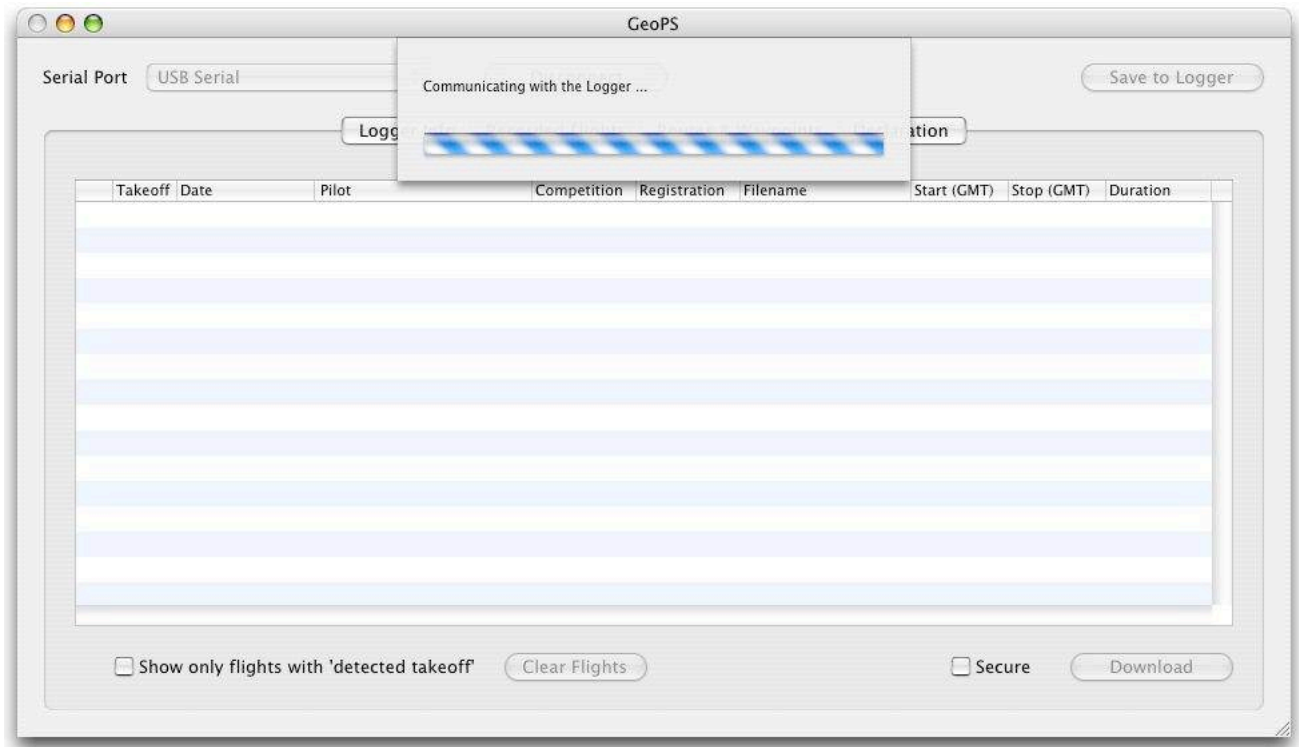 GeoPS
Serial Port USB Serial Save to Logger
Communicating with the Logger ...
Takeoff Date Pilot Competition Registration Filename Start (GMT) Stop (GMT) Duration
Show only flights with 'detected takeoff' Clear Flights Secure Download